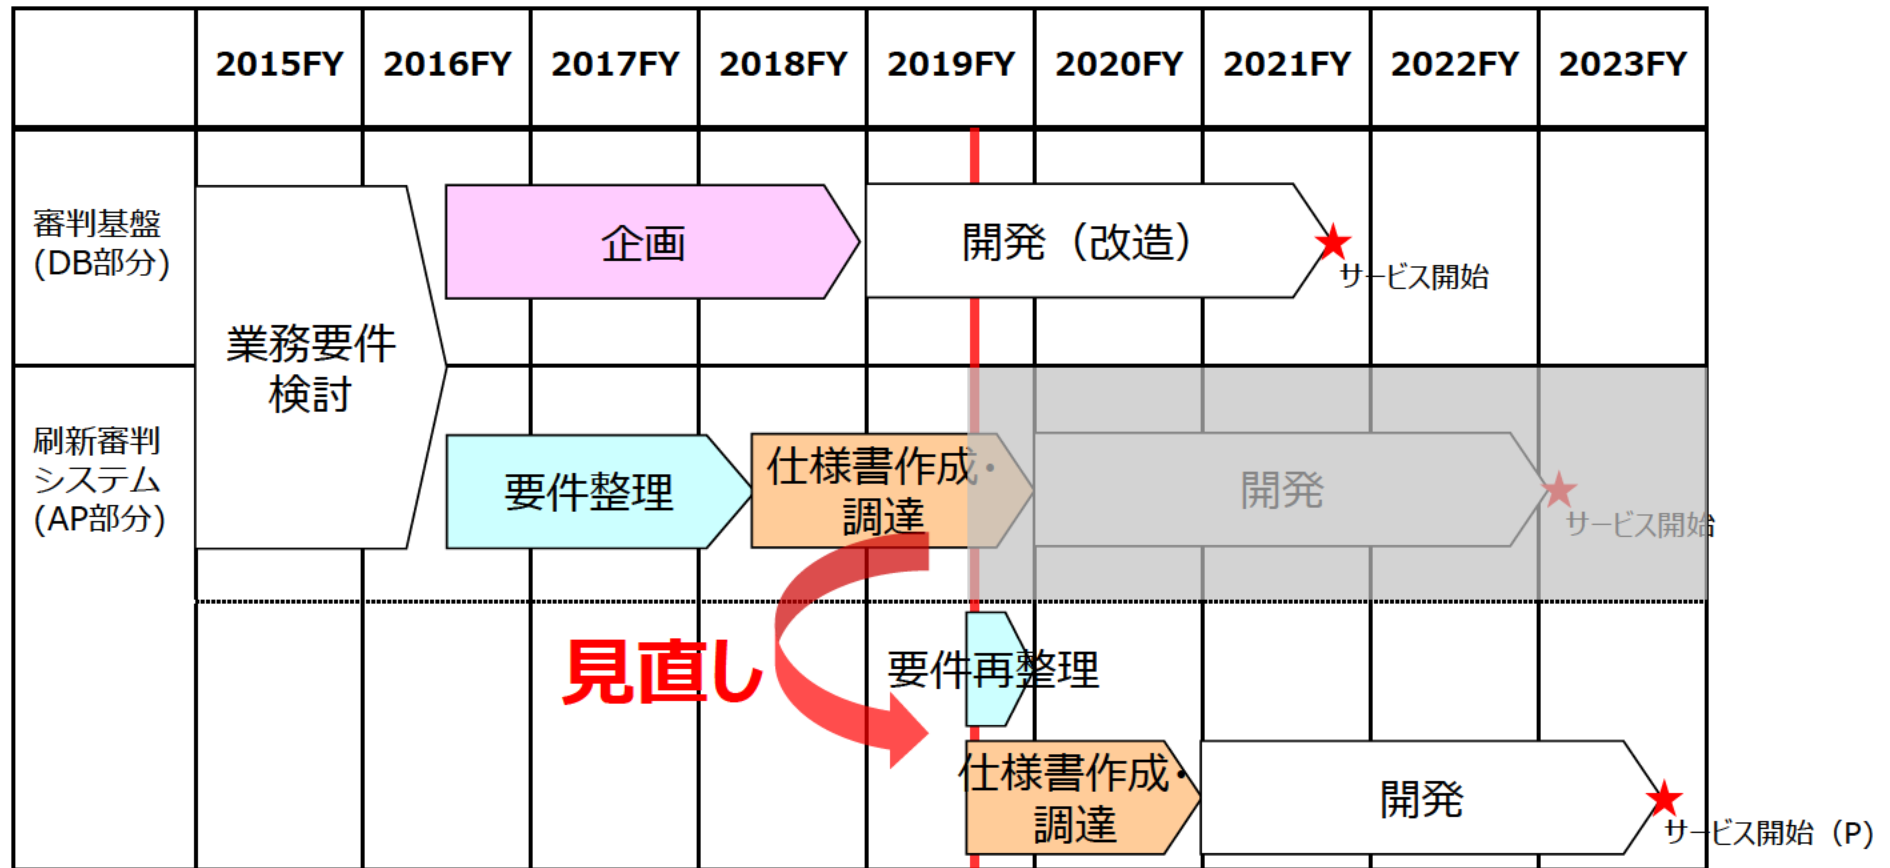 2015FY 2016FY 2017FY 2018FY 2019FY 2020FY 2021FY 2022FY 2023FY
審判基盤
(DB部分)
業務要件
検討
企画
開発（改造）
サービス開始
刷新審判
システム
(AP部分)
要件整理
仕様書作成・
調達
開発
サービス開始
見直し
要件再整理
仕様書作成・
調達
開発
サービス開始（P）